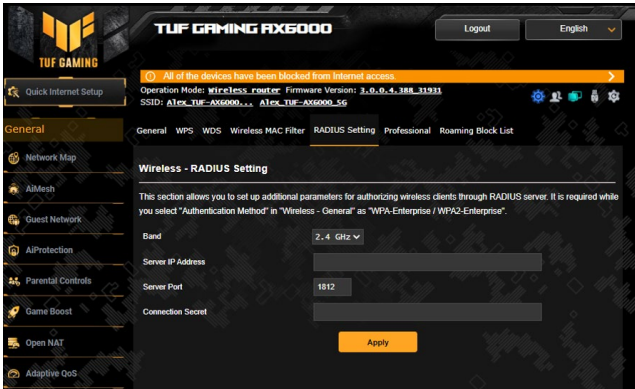 TUF GAMING
TUF GAMING AX6000
Logout
English
All of the devices have been blocked from Internet access.
Quick Internet Setup
Operation Mode: Wireless router Firmware Version: 3.0.0.4.388_31931
SSID: Alex_TUF-AX6000... Alex_TUF-AX6000_5G
General
General WPS WDS Wireless MAC Filter RADIUS Setting Professional Roaming Block List
Network Map
AiMesh
Guest Network
AiProtection
Parental Controls
Game Boost
Open NAT
Adaptive QoS
Wireless - RADIUS Setting
This section allows you to set up additional parameters for authorizing wireless clients through RADIUS server. It is required while
you select "Authentication Method" in "Wireless - General" as "WPA-Enterprise / WPA2-Enterprise".
Band 2.4 GHz
Server IP Address
Server Port 1812
Connection Secret
Apply